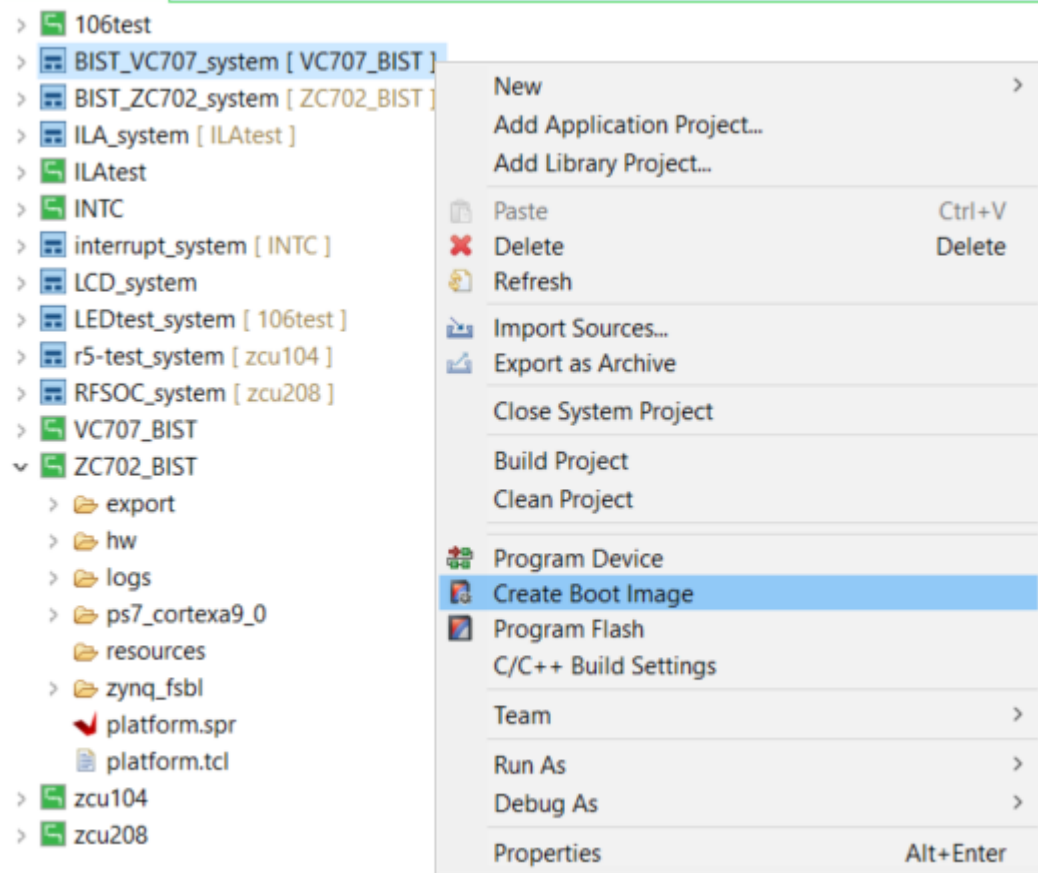 106test
BIST_VC707_system [ VC707_BIST ]
BIST_ZC702_system [ ZC702_BIST ]
ILA_system [ ILAtest ]
ILAtest
INTC
interrupt_system [ INTC ]
LCD_system
LEDtest_system [ 106test ]
r5-test_system [ zcu104 ]
RFSOC_system [ zcu208 ]
VC707_BIST
ZC702_BIST
export
hw
logs
ps7_cortexa9_0
resources
zynq_fsbl
platform.spr
platform.tcl
zcu104
zcu208
New
Add Application Project...
Add Library Project...
Paste Ctrl+V
Delete Delete
Refresh
Import Sources...
Export as Archive
Close System Project
Build Project
Clean Project
Program Device
Create Boot Image
Program Flash
C/C++ Build Settings
Team
Run As
Debug As
Properties Alt+Enter